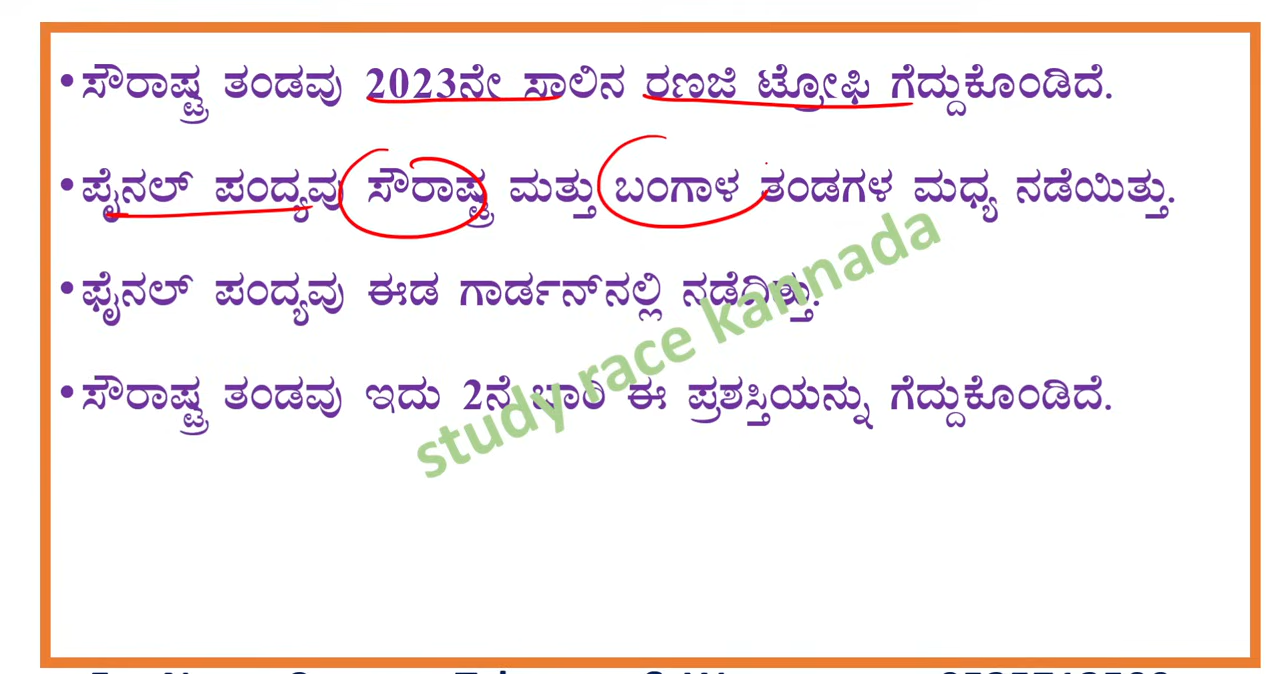 •ಸೌರಾಷ್ಟ್ರ ತಂಡವು 2023ನೇ ಸಾಲಿನ ರಣಜಿ ಟ್ರೋಫಿ ಗೆದ್ದುಕೊಂಡಿದೆ.
•ಪೈನಲ್ ಪಂದ್ಯವು ಸೌರಾಷ್ಟ್ರ ಮತ್ತು ಬಂಗಾಳ ತಂಡಗಳ ಮಧ್ಯ ನಡೆಯಿತ್ತು.
•ಫೈನಲ್ ಪಂದ್ಯವು ಈಡ ಗಾರ್ಡನ್‌ನಲ್ಲಿ ನಡೆದಿತ್ತು.
•ಸೌರಾಷ್ಟ್ರ ತಂಡವು ಇದು 2ನೆ ಬಾರಿ ಈ ಪ್ರಶಸ್ತಿಯನ್ನು ಗೆದ್ದುಕೊಂಡಿದೆ.
study race kannada